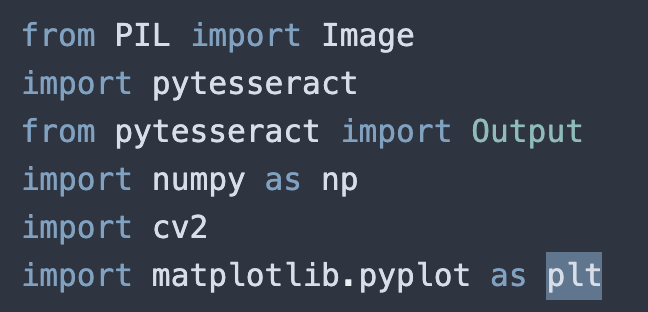 from PIL import Image
import pytesseract
from pytesseract import Output
import numpy as np
import cv2
import matplotlib.pyplot as plt